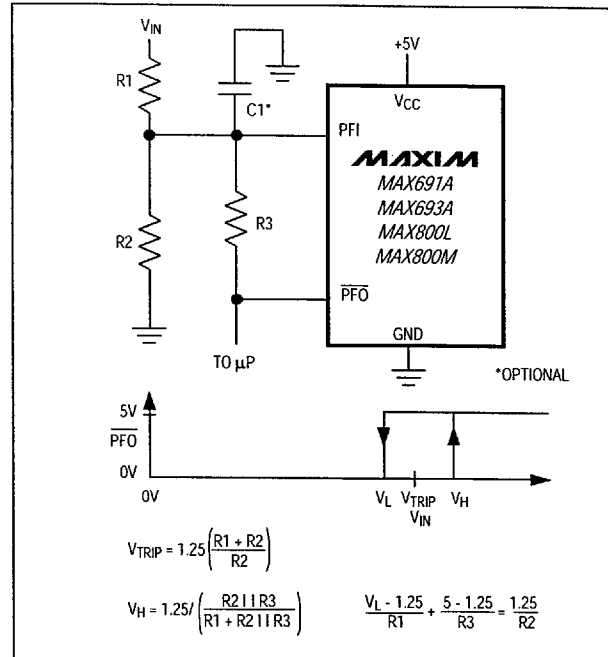 VIN
R1
C1*
+5V
VCC
PFI
MAXIM
MAX691A
MAX693A
MAX800L
MAX800M
R2
R3
PFO
GND
TO μP
*OPTIONAL
5V
PFO
0V
0V
VL VTRIP VH
VIN
VTRIP = 1.25 (R1 + R2 / R2)
VH = 1.25/ (R2 I I R3 / R1 + R2 I I R3)
VL - 1.25 / R1 + 5 - 1.25 / R3 = 1.25 / R2